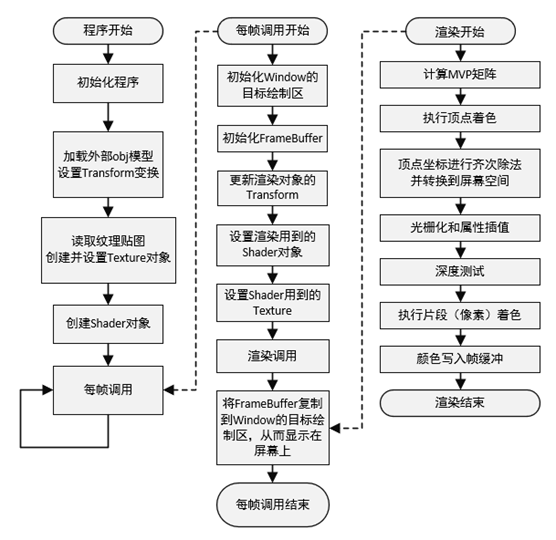 程序开始
初始化程序
加载外部obj模型
设置Transform变换
读取纹理贴图
创建并设置Texture对象
创建Shader对象
每帧调用
每帧调用开始
初始化Window的
目标绘制区
初始化FrameBuffer
更新渲染对象的
Transform
设置渲染用到的
Shader对象
设置Shader用到的
Texture
渲染调用
将FrameBuffer复制
到Window的目标绘
制区，从而显示在
屏幕上
每帧调用结束
渲染开始
计算MVP矩阵
执行顶点着色
顶点坐标进行齐次除法
并转换到屏幕空间
光栅化和属性插值
深度测试
执行片段（像素）着色
颜色写入帧缓冲
渲染结束